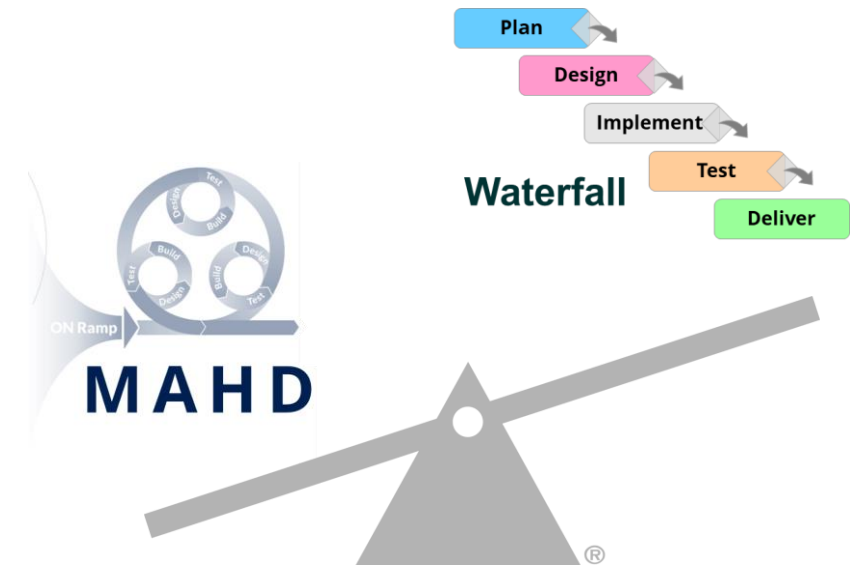 Plan
Design
Implement
Test
Deliver
Waterfall
Test
Design
Build
Build
Test
Design
Design
Build
Test
ON Ramp
MAHD
®